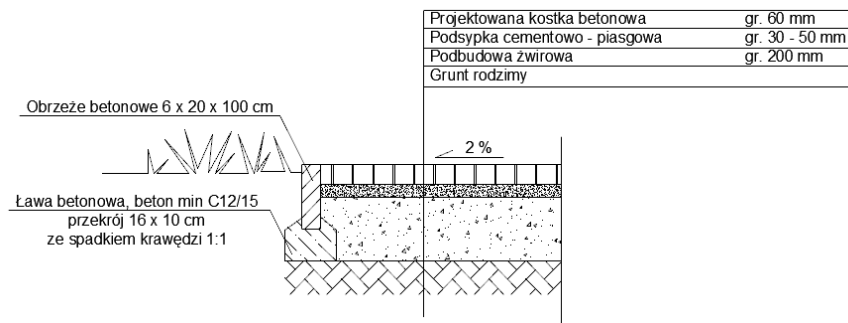 Projektowana kostka betonowa gr. 60 mm
Podsypka cementowo - piasgowa gr. 30 - 50 mm
Podbudowa żwirowa gr. 200 mm
Grunt rodzimy
Obrzeże betonowe 6 x 20 x 100 cm
2 %
Ława betonowa, beton min C12/15
przekrój 16 x 10 cm
ze spadkiem krawędzi 1:1